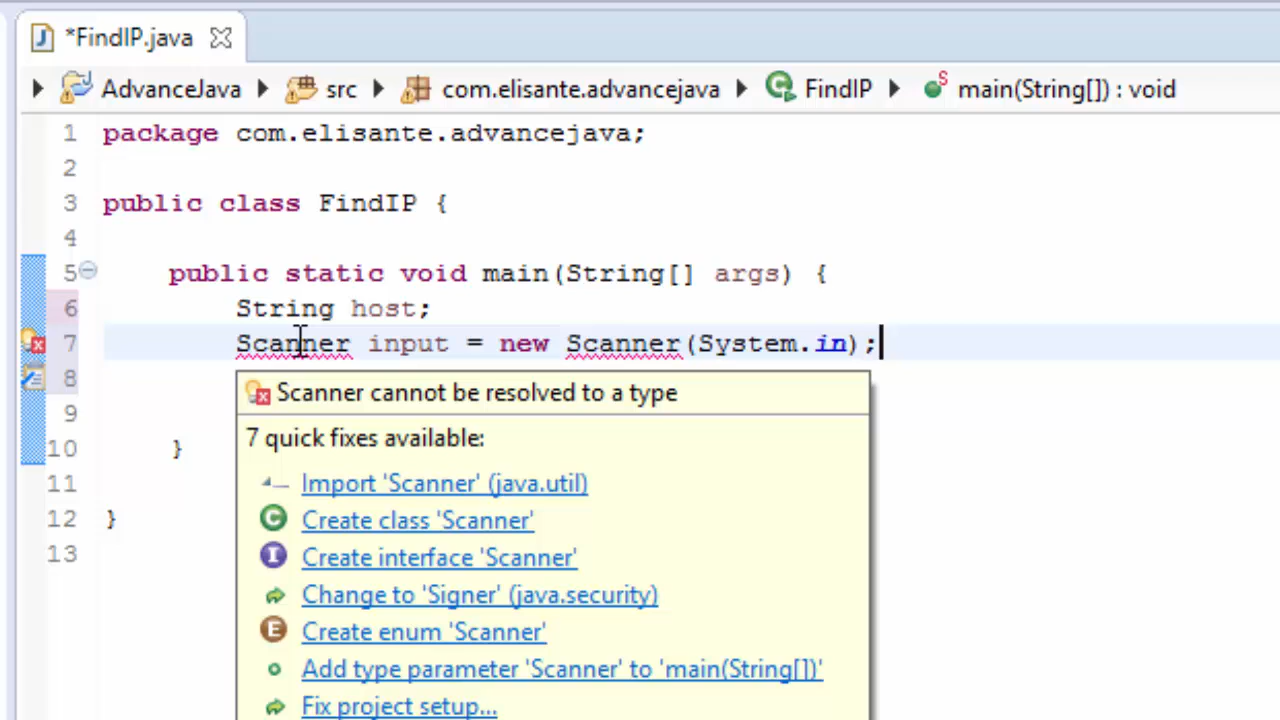 *FindIP.java
AdvanceJava src com.elisante.advancejava FindIP S main(String[]) : void
1 package com.elisante.advancejava;
2
3 public class FindIP {
4
5 public static void main(String[] args) {
6 String host;
7 Scanner input = new Scanner(System.in);
8
9
10 }
11
12 }
13
Scanner cannot be resolved to a type
7 quick fixes available:
Import 'Scanner' (java.util)
Create class 'Scanner'
Create interface 'Scanner'
Change to 'Signer' (java.security)
Create enum 'Scanner'
Add type parameter 'Scanner' to 'main(String[])'
Fix project setup...